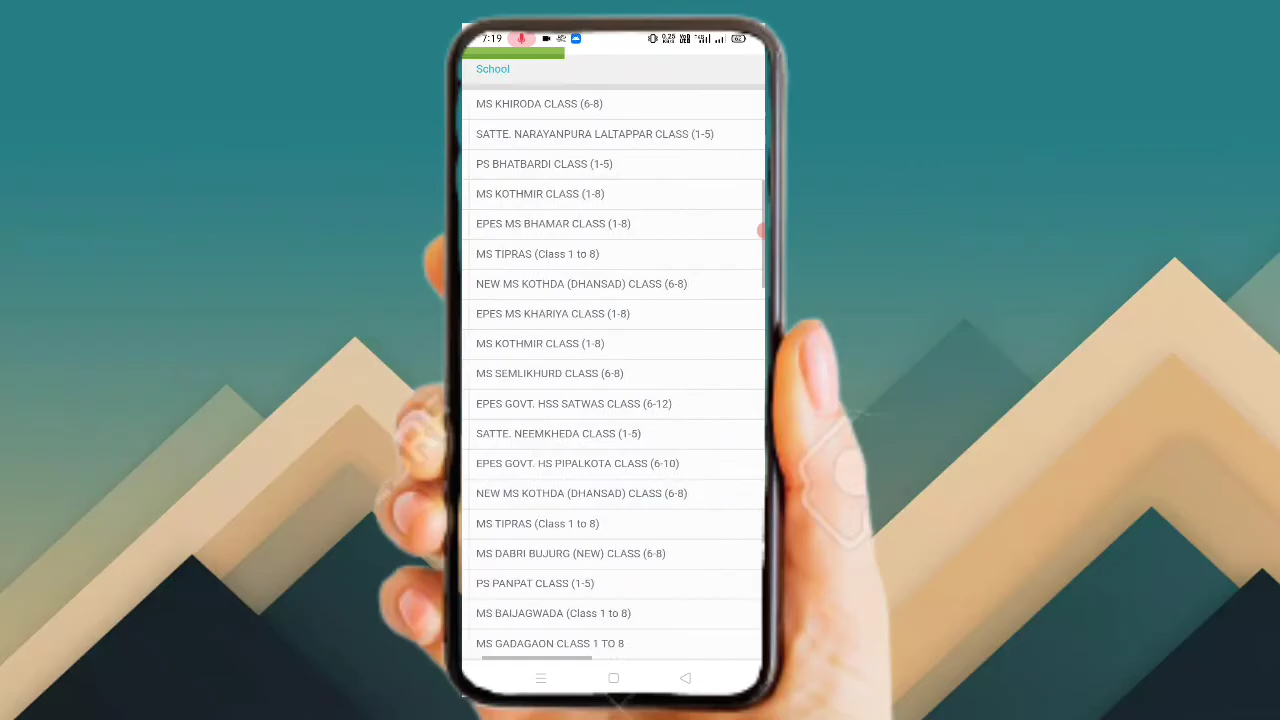 7:19
0.25
KB/S
62
School
MS KHIRODA CLASS (6-8)
SATTE. NARAYANPURA LALTAPPAR CLASS (1-5)
PS BHATBARDI CLASS (1-5)
MS KOTHMIR CLASS (1-8)
EPES MS BHAMAR CLASS (1-8)
MS TIPRAS (Class 1 to 8)
NEW MS KOTHDA (DHANSAD) CLASS (6-8)
EPES MS KHARIYA CLASS (1-8)
MS KOTHMIR CLASS (1-8)
MS SEMLIKHURD CLASS (6-8)
EPES GOVT. HSS SATWAS CLASS (6-12)
SATTE. NEEMKHEDA CLASS (1-5)
EPES GOVT. HS PIPALKOTA CLASS (6-10)
NEW MS KOTHDA (DHANSAD) CLASS (6-8)
MS TIPRAS (Class 1 to 8)
MS DABRI BUJURG (NEW) CLASS (6-8)
PS PANPAT CLASS (1-5)
MS BAIJAGWADA (Class 1 to 8)
MS GADAGAON CLASS 1 TO 8